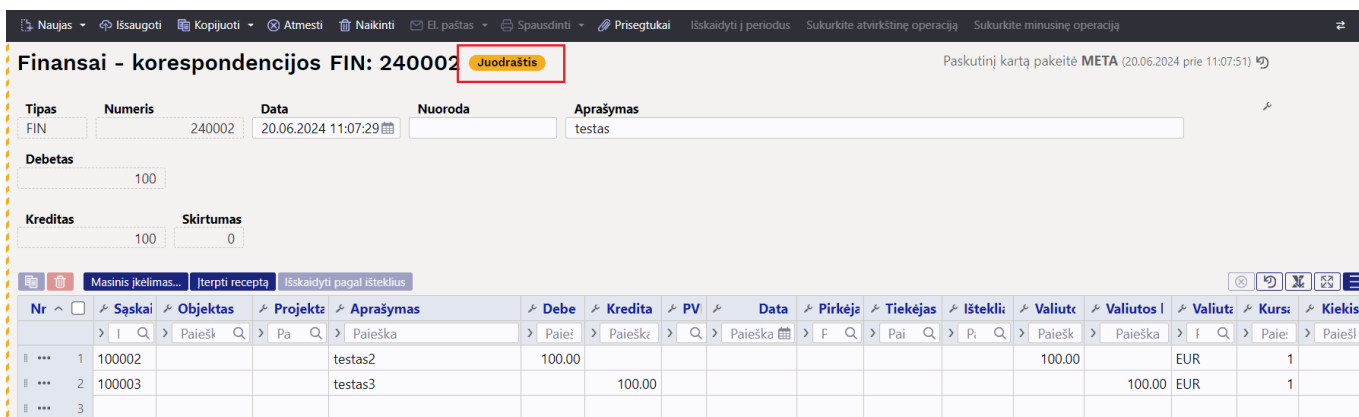 Naujas Išsaugoti Kopijuoti Atmesti Naikinti El. paštas Spausdinti Prisegtukai Išskaidyti į periodus Sukurkite atvirkštinę operaciją Sukurkite minusinę operaciją
Finansai - korespondencijos FIN: 240002 Juodraštis Paskutinį kartą pakeitė META (20.06.2024 prie 11:07:51)
Tipas Numeris Data Nuoroda Aprašymas
FIN 240002 20.06.2024 11:07:29 testas
Debetas
100
Kreditas Skirtumas
100 0
Masinis įkėlimas... Įterpti receptą Išskaidyti pagal išteklius
Nr Sąskai Objektas Projekta Aprašymas Debe Kredita PV Data Pirkėja Tiekėjas Ištekli Valiuto Valiutos Valiuta Kurs Kiekis
Paiešk Pa Paieška Paie Paieška Paieška Pai Paiešk Paieška Paie Paieš
1 100002 testas2 100.00 100.00 EUR 1
2 100003 testas3 100.00 100.00 EUR 1
3